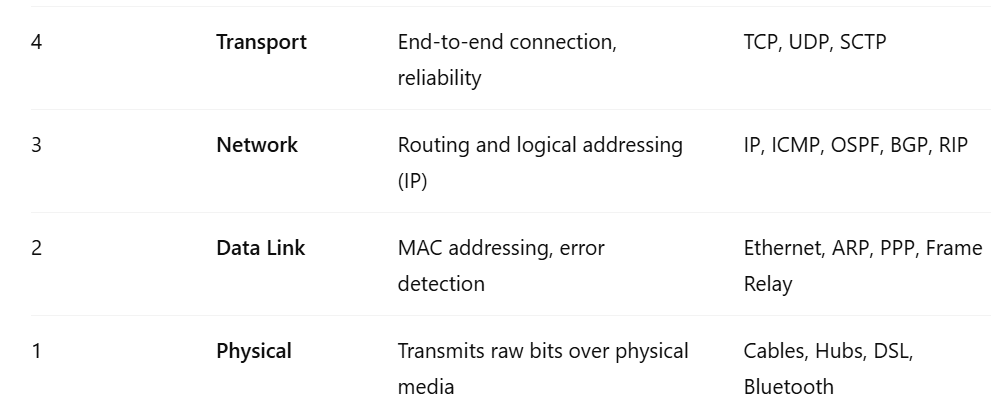 4 Transport End-to-end connection, TCP, UDP, SCTP
reliability
3 Network Routing and logical addressing IP, ICMP, OSPF, BGP, RIP
(IP)
2 Data Link MAC addressing, error Ethernet, ARP, PPP, Frame
detection Relay
1 Physical Transmits raw bits over physical Cables, Hubs, DSL,
media Bluetooth